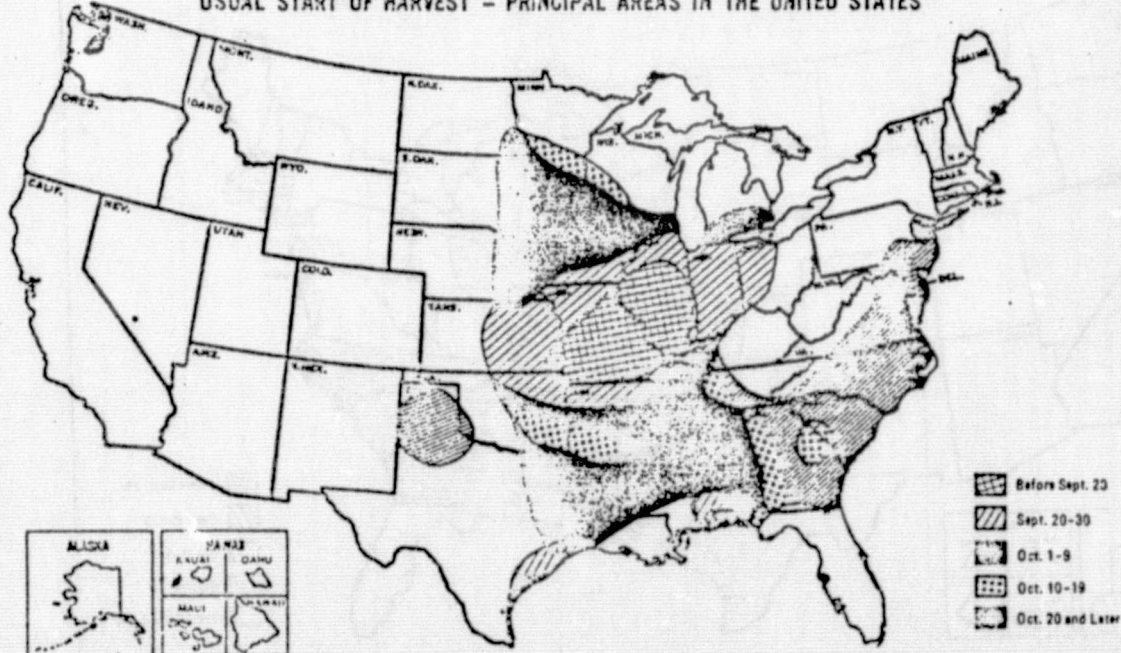 USUAL START OF HARVEST – PRINCIPAL AREAS IN THE UNITED STATES
WASH.
MONT.
N.DAK.
MINN
MAINE
OREG.
IDAHO
S.DAK.
WIS.
MICH.
N.Y.
VT.
N.H.
MASS.
CONN.
R.I.
WYO.
CALIF.
NEV.
UTAH
NEBR.
PA.
COLO.
KANS.
DEL.
ARIZ.
N.MEX.
Before Sept. 20
Sept. 20-30
Oct. 1-9
Oct. 10-19
Oct. 20 and Later
ALASKA
HAWAII
KAUAI
OAHU
MAUI
HAWAII